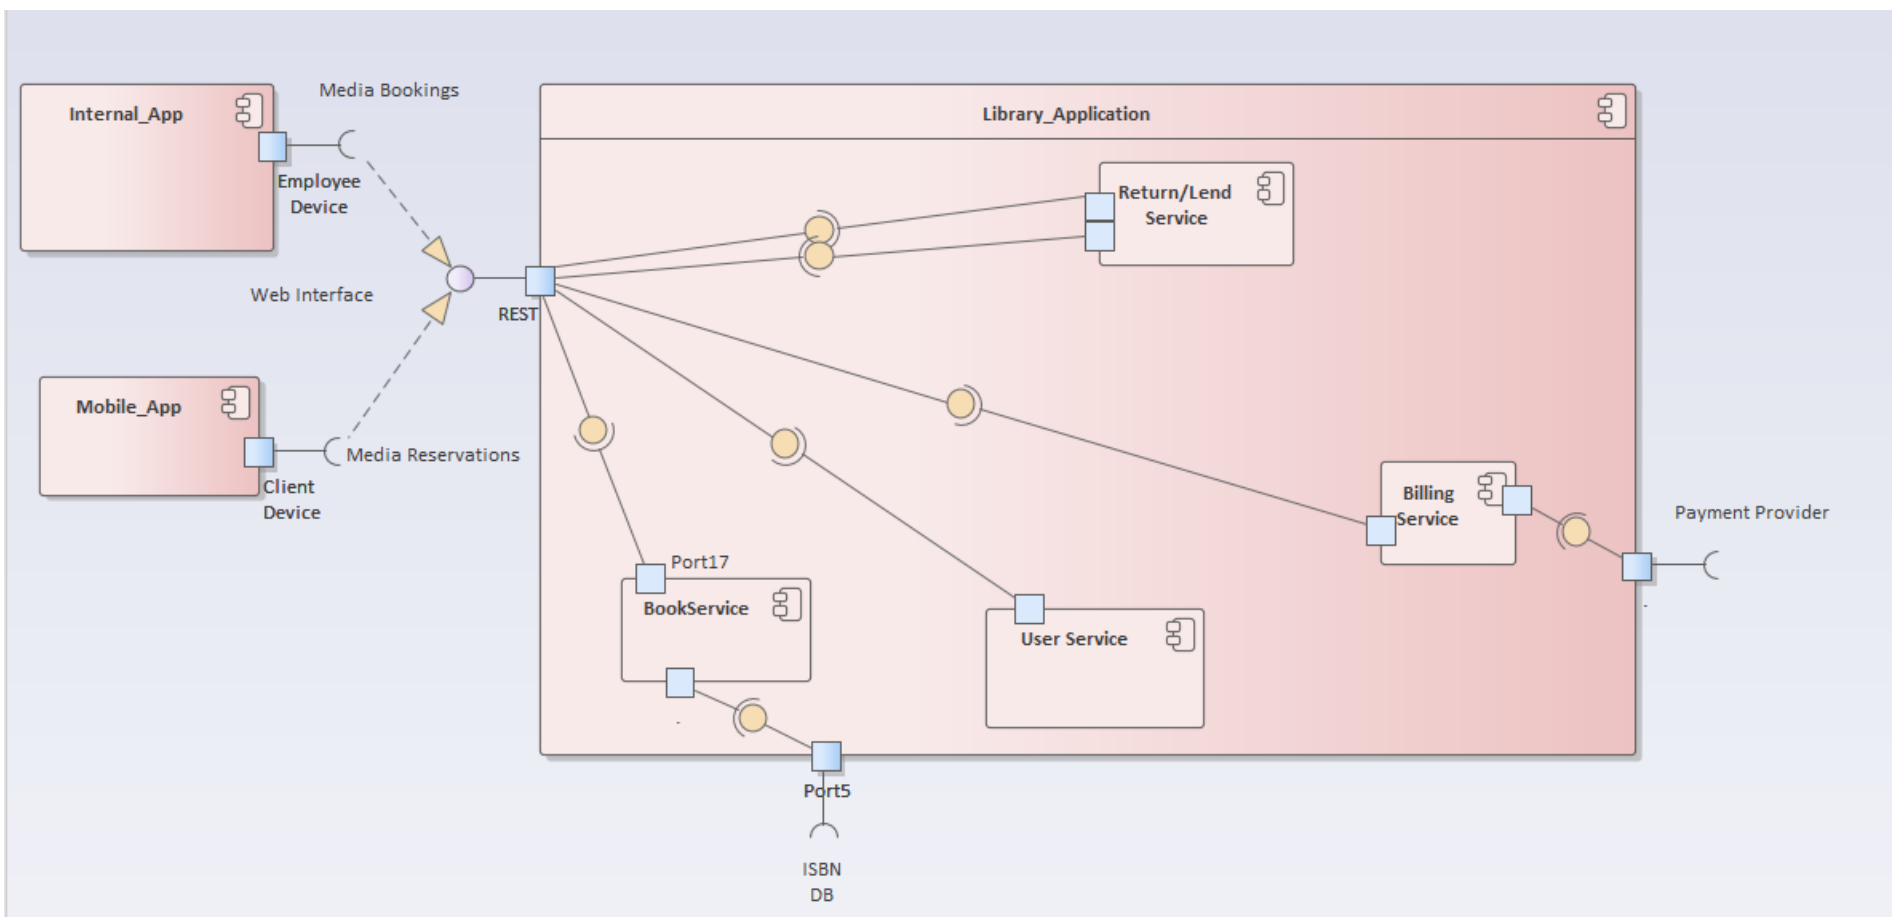 Media Bookings
Internal_App
Library_Application
Employee
Device
Return/Lend
Service
Web Interface
REST
Mobile_App
Media Reservations
Client
Device
Billing
Service
Payment Provider
Port17
BookService
User Service
Port5
ISBN
DB